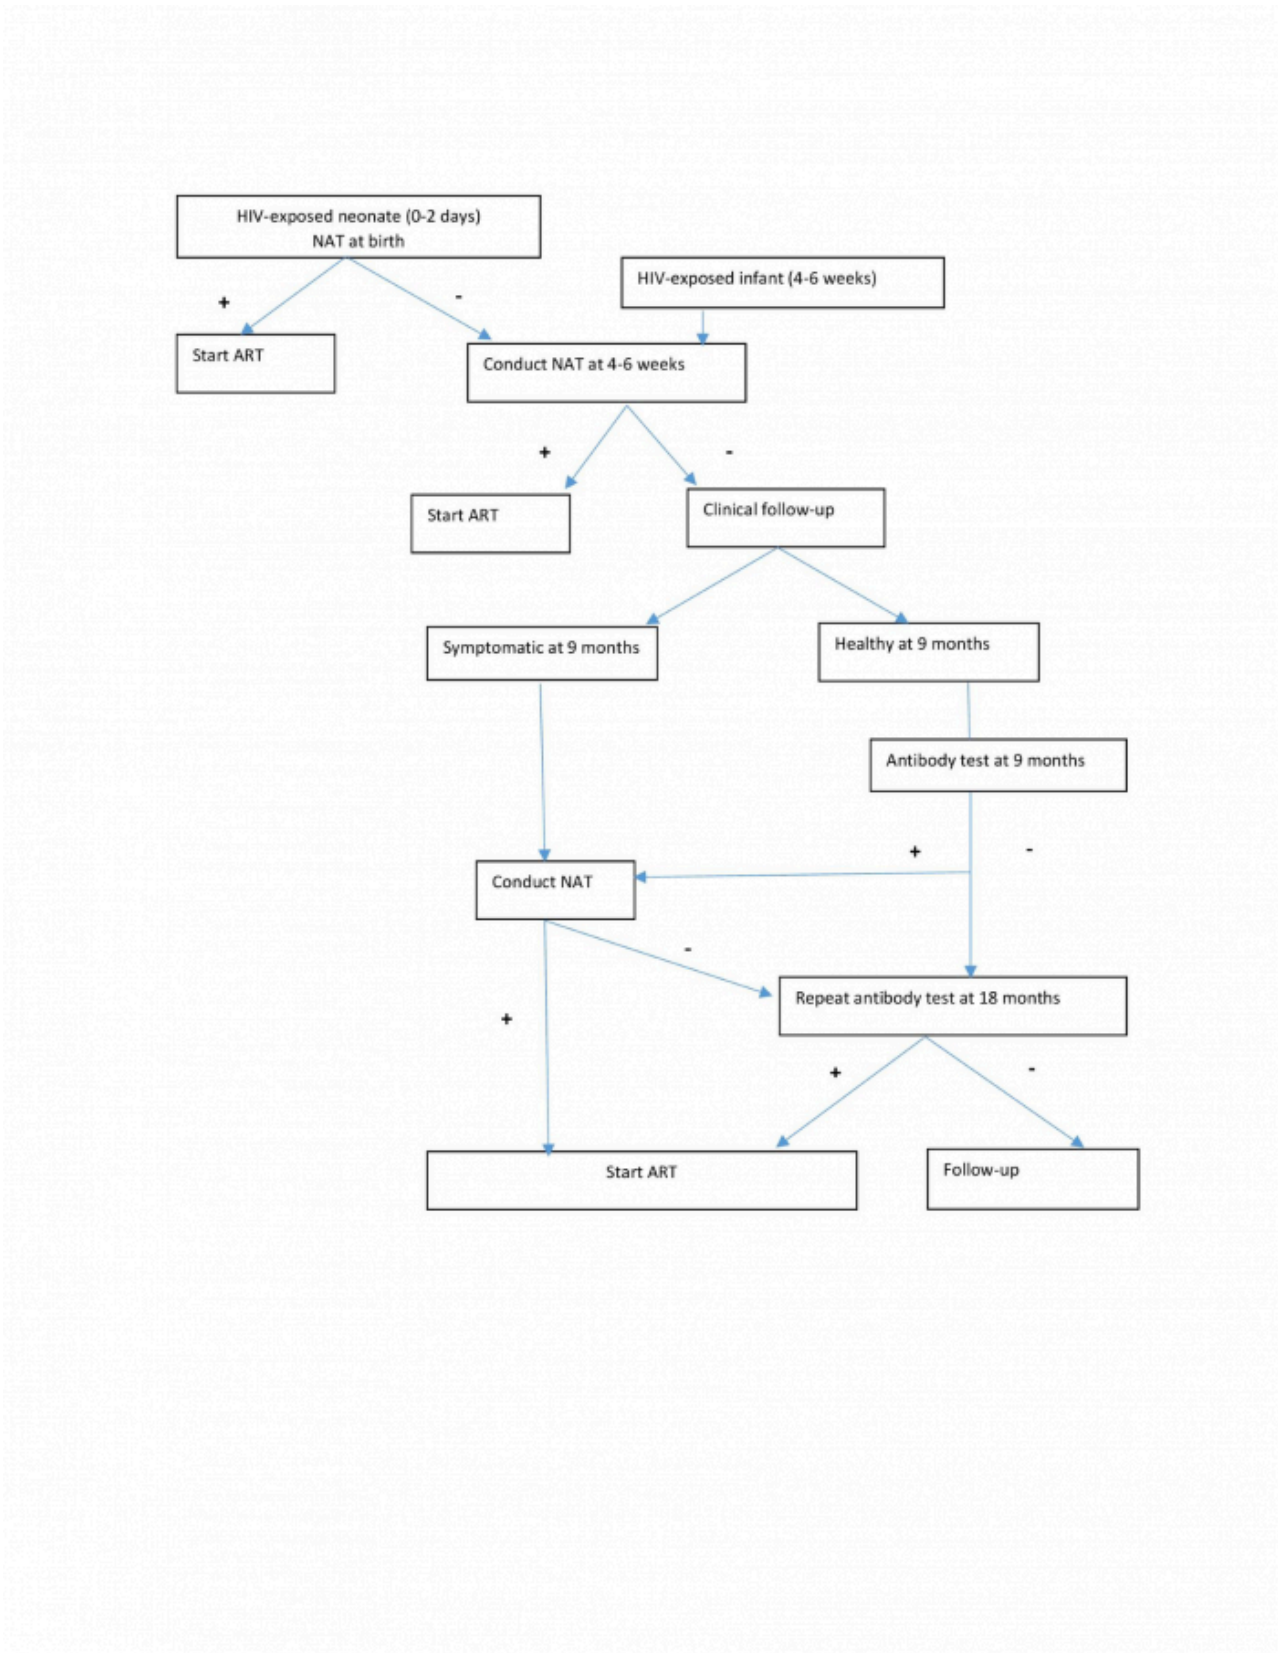 HIV-exposed neonate (0-2 days)
NAT at birth
HIV-exposed infant (4-6 weeks)
+
-
Start ART
Conduct NAT at 4-6 weeks
+
-
Start ART
Clinical follow-up
Symptomatic at 9 months
Healthy at 9 months
Antibody test at 9 months
+
-
Conduct NAT
-
Repeat antibody test at 18 months
+
+
-
Start ART
Follow-up